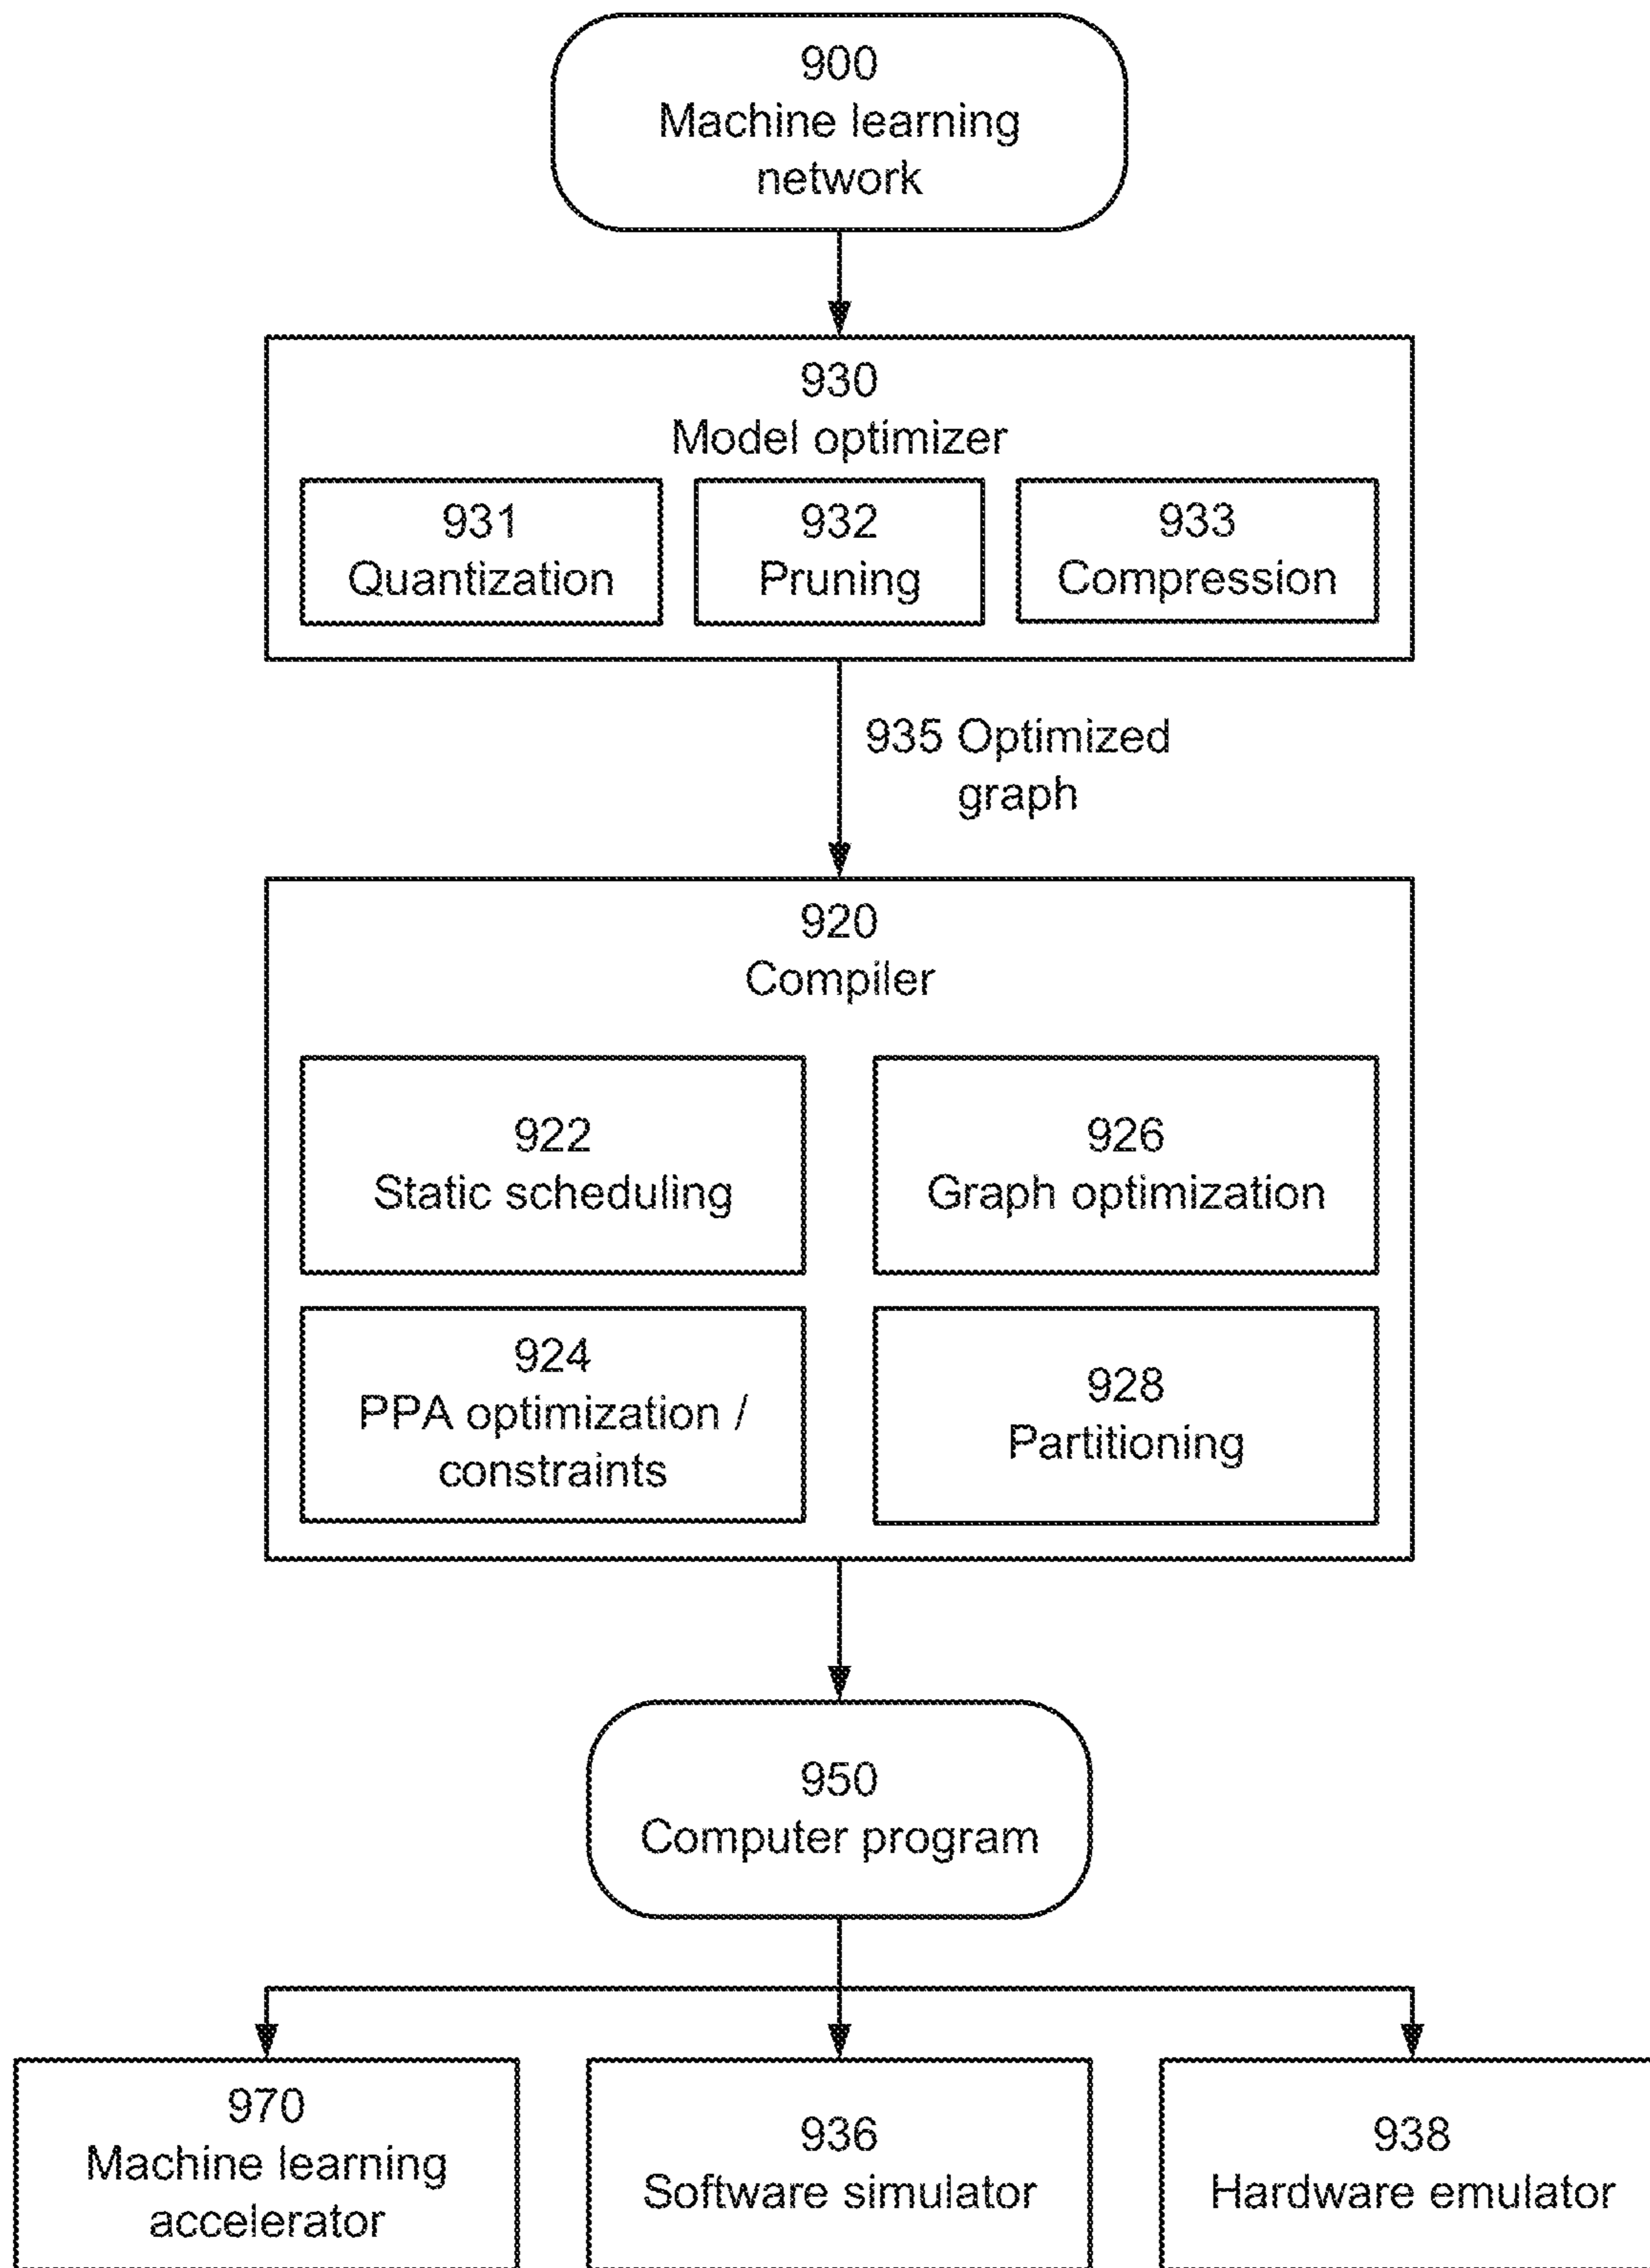 900
Machine learning
network
930
Model optimizer
931
Quantization
932
Pruning
933
Compression
935 Optimized
graph
920
Compiler
922
Static scheduling
926
Graph optimization
924
PPA optimization /
constraints
928
Partitioning
950
Computer program
970
Machine learning
accelerator
936
Software simulator
938
Hardware emulator